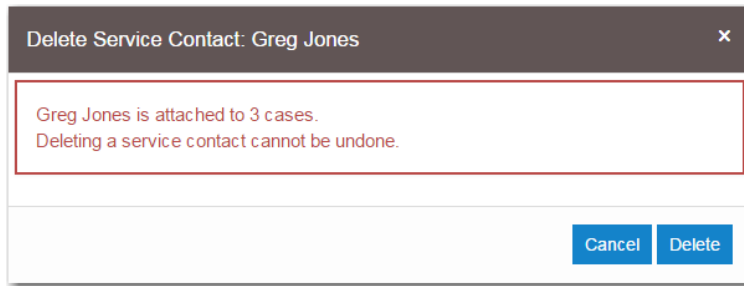 Delete Service Contact: Greg Jones ×
Greg Jones is attached to 3 cases.
Deleting a service contact cannot be undone.
Cancel Delete